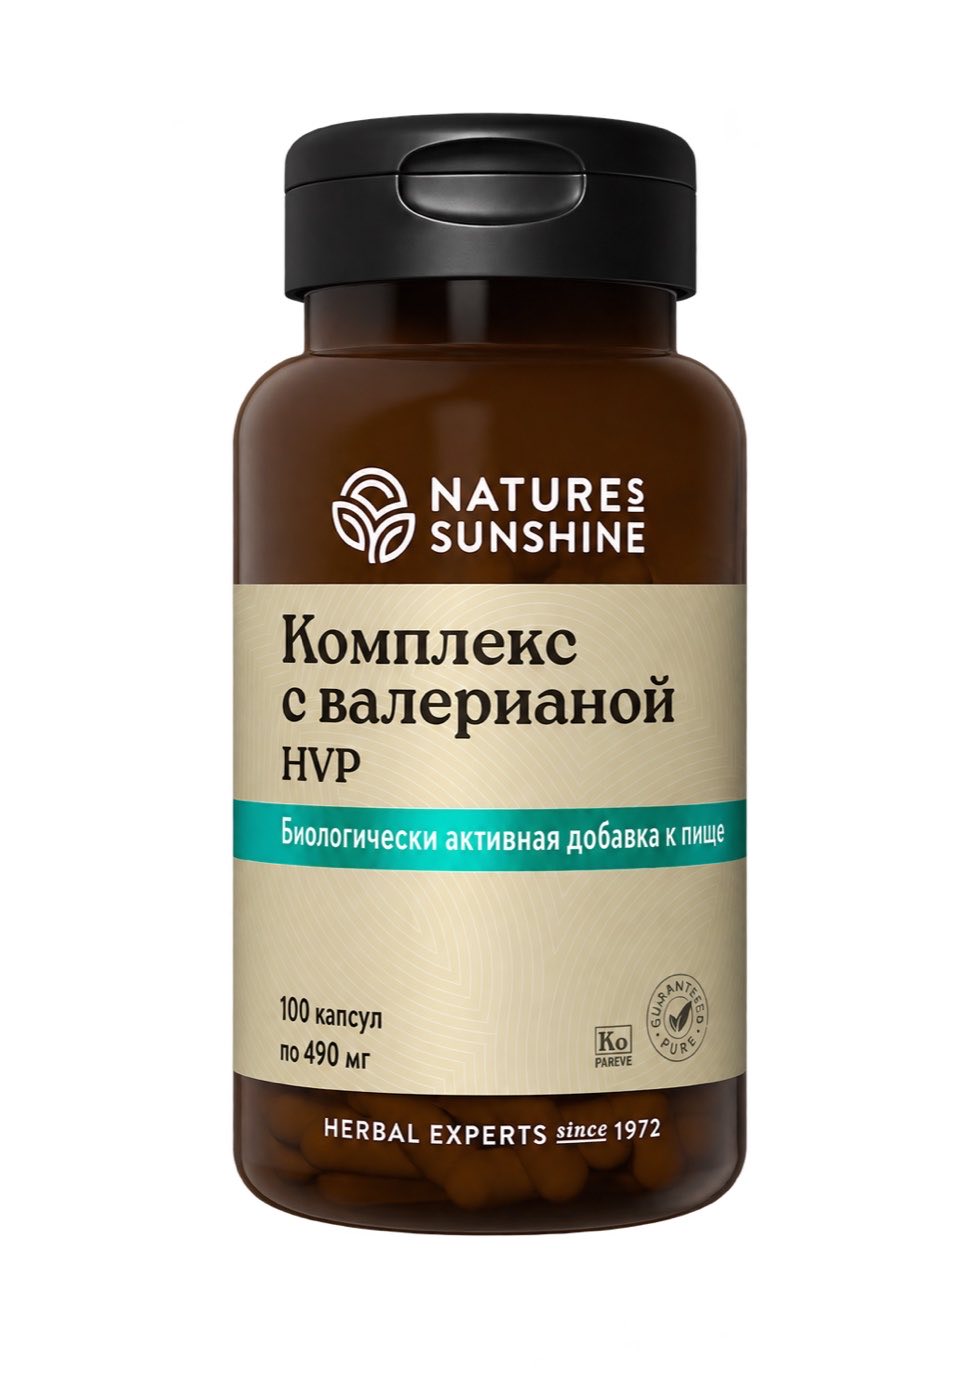 NATURES
SUNSHINE
Комплекс
с валерианой
HVP
Биологически активная добавка к пище
100 капсул
по 490 мг
Ko
PAREVE
GUARANTEEED
PURE
HERBAL EXPERTS since 1972